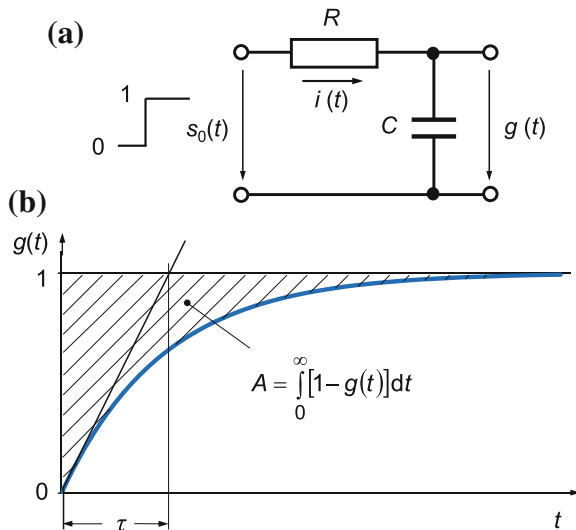 (a)
R
i(t)
1
0
s₀(t)
C
g(t)
(b)
g(t)
1
A = ∫₀^∞ [1 – g(t)]dt
0
τ
t